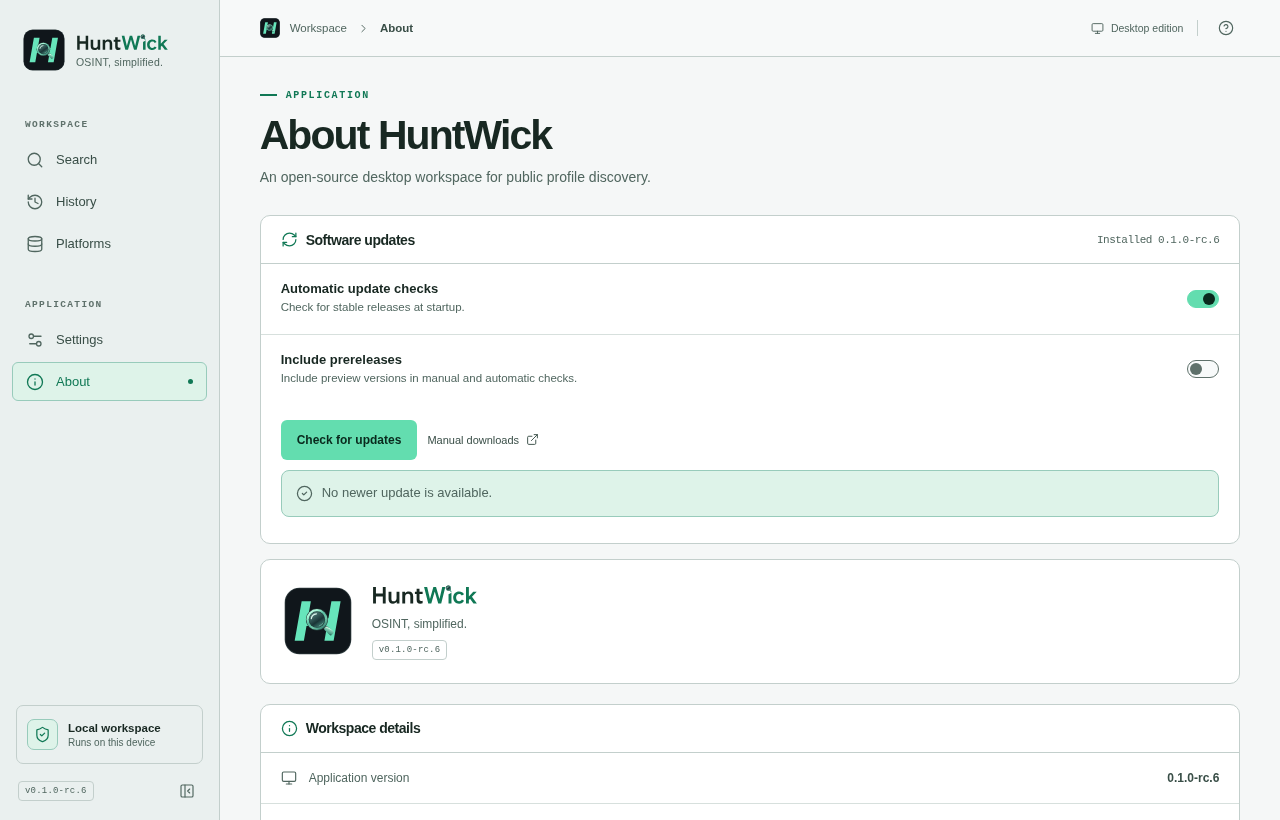 HuntWick
OSINT, simplified.
WORKSPACE
Search
History
Platforms
APPLICATION
Settings
About
Local workspace
Runs on this device
v0.1.0-rc.6
Workspace > About
Desktop edition
APPLICATION
About HuntWick
An open-source desktop workspace for public profile discovery.
Software updates
Installed 0.1.0-rc.6
Automatic update checks
Check for stable releases at startup.
Include prereleases
Include preview versions in manual and automatic checks.
Check for updates
Manual downloads
No newer update is available.
HuntWick
OSINT, simplified.
v0.1.0-rc.6
Workspace details
Application version
0.1.0-rc.6